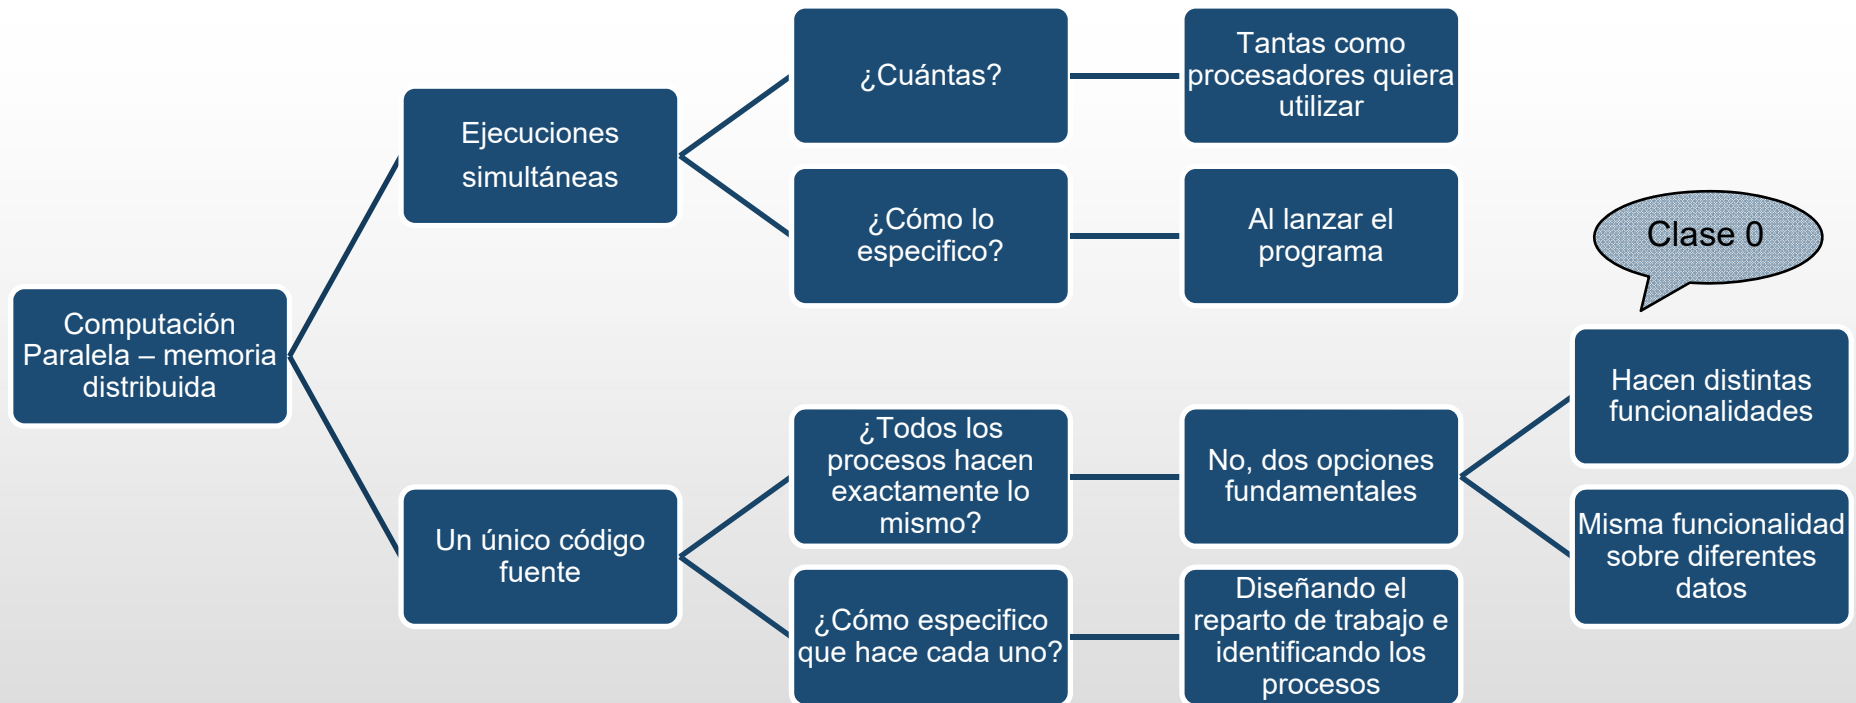 Computación
Paralela – memoria
distribuida
Ejecuciones
simultáneas
¿Cuántas?
Tantas como
procesadores quiera
utilizar
¿Cómo lo
especifico?
Al lanzar el
programa
Un único código
fuente
¿Todos los
procesos hacen
exactamente lo
mismo?
No, dos opciones
fundamentales
Clase 0
Hacen distintas
funcionalidades
Misma funcionalidad
sobre diferentes
datos
¿Cómo especifico
que hace cada uno?
Diseñando el
reparto de trabajo e
identificando los
procesos